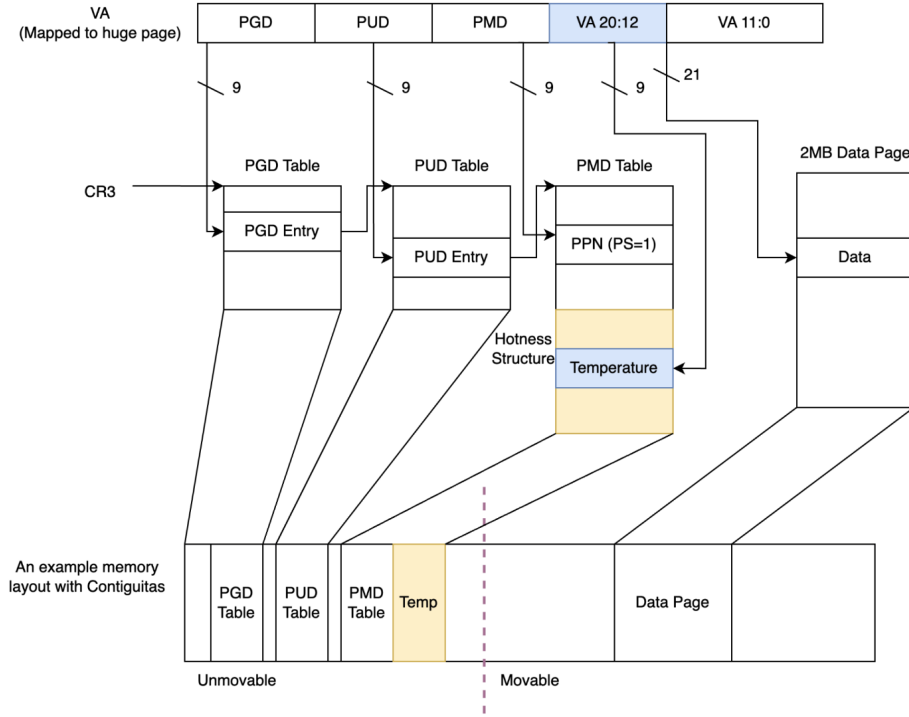 VA
(Mapped to huge page)
PGD
PUD
PMD
VA 20:12
VA 11:0
9
9
9
9
21
PGD Table
PUD Table
PMD Table
2MB Data Page
CR3
PGD Entry
PUD Entry
PPN (PS=1)
Data
Hotness
Structure
Temperature
An example memory
layout with Contiguitas
PGD
Table
PUD
Table
PMD
Table
Temp
Data Page
Unmovable
Movable